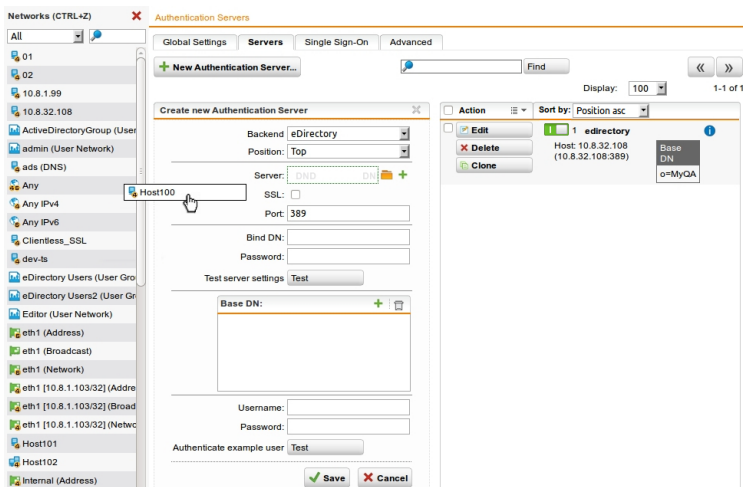 Networks (CTRL+Z)
All
01
02
10.8.1.99
10.8.32.108
ActiveDirectoryGroup (User
admin (User Network)
ads (DNS)
Any
Any IPv4
Any IPv6
Clientless_SSL
dev-ts
eDirectory Users (User Gro
eDirectory Users2 (User Gr
Editor (User Network)
eth1 (Address)
eth1 (Broadcast)
eth1 (Network)
eth1 [10.8.1.103/32] (Addre
eth1 [10.8.1.103/32] (Broad
eth1 [10.8.1.103/32] (Netwo
Host101
Host102
Internal (Address)
Host100
Authentication Servers
Global Settings Servers Single Sign-On Advanced
New Authentication Server...
Find
Display: 100 1-1 of 1
Create new Authentication Server
Backend eDirectory
Position: Top
Server: DND DN
SSL:
Port: 389
Bind DN:
Password:
Test server settings Test
Base DN:
Username:
Password:
Authenticate example user Test
Save Cancel
Action Sort by: Position asc
Edit
Delete
Clone
1 edirectory
Host: 10.8.32.108
(10.8.32.108:389)
Base
DN
o=MyQA